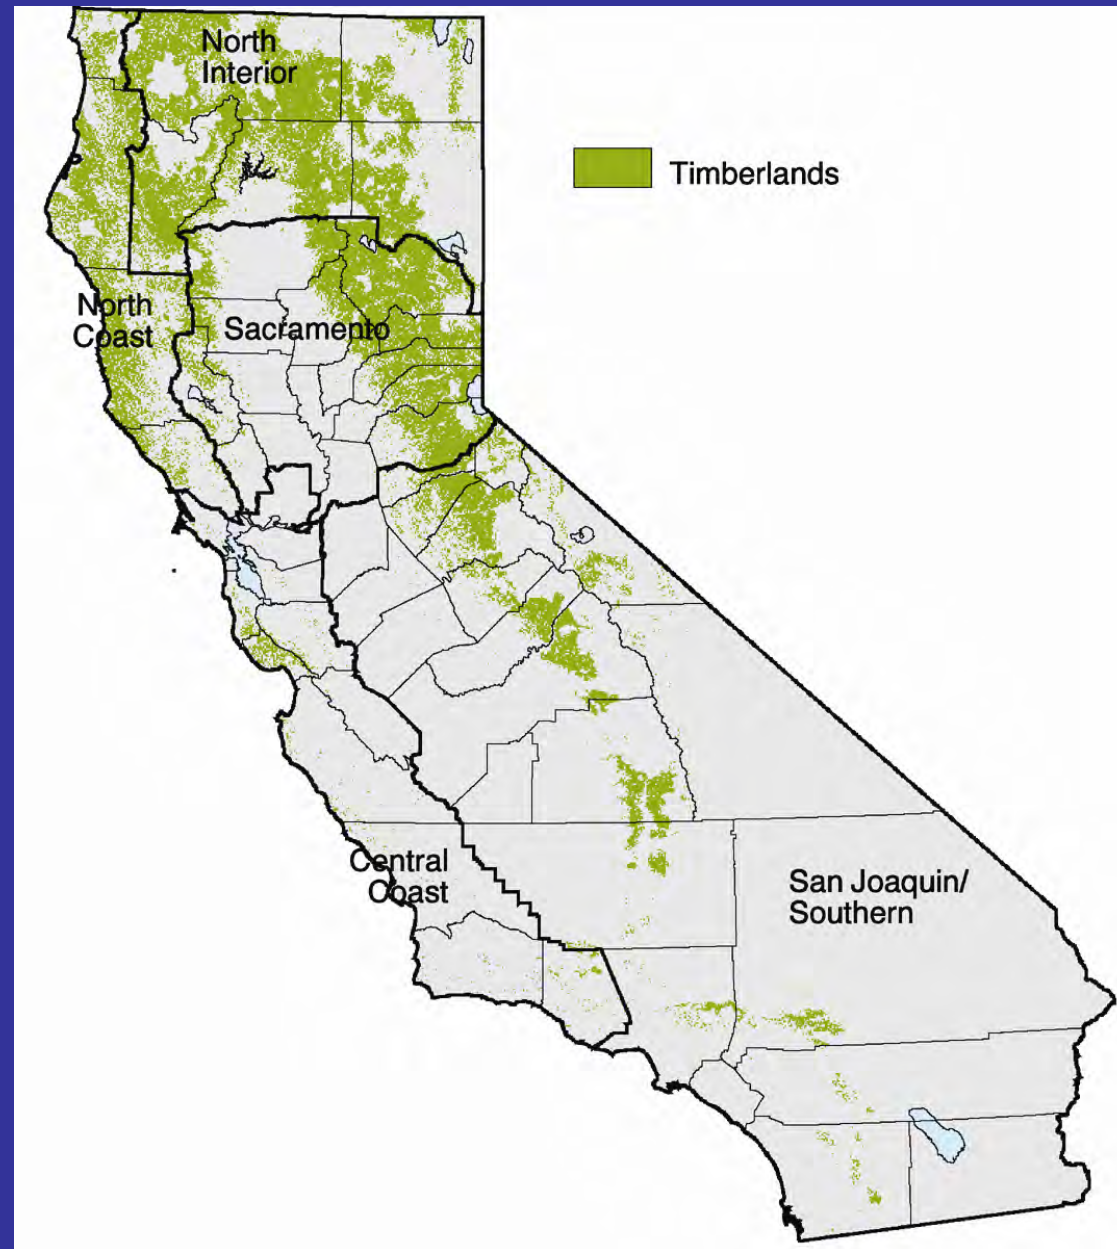 North
Interior
Timberlands
North
Coast
Sacramento
Central
Coast
San Joaquin/
Southern